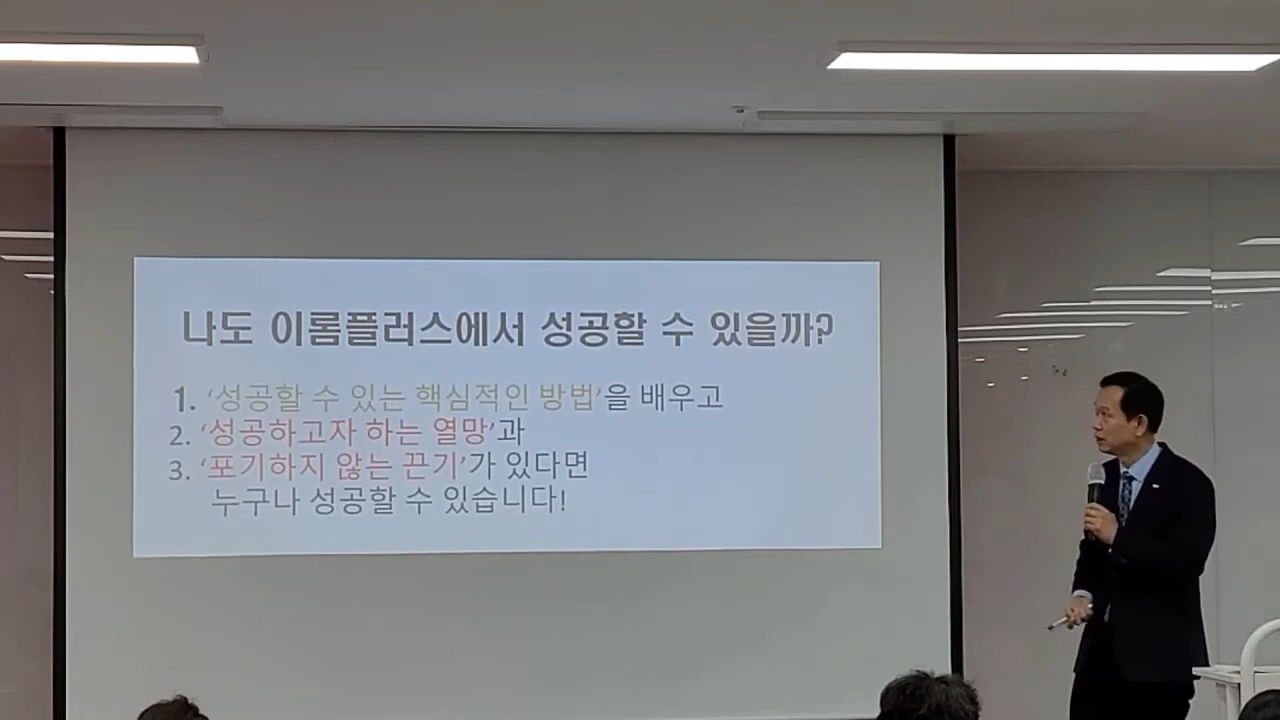 나도 이롬플러스에서 성공할 수 있을까?
1. ‘성공할 수 있는 핵심적인 방법’을 배우고
2. ‘성공하고자 하는 열망’과
3. ‘포기하지 않는 끈기’가 있다면
누구나 성공할 수 있습니다!